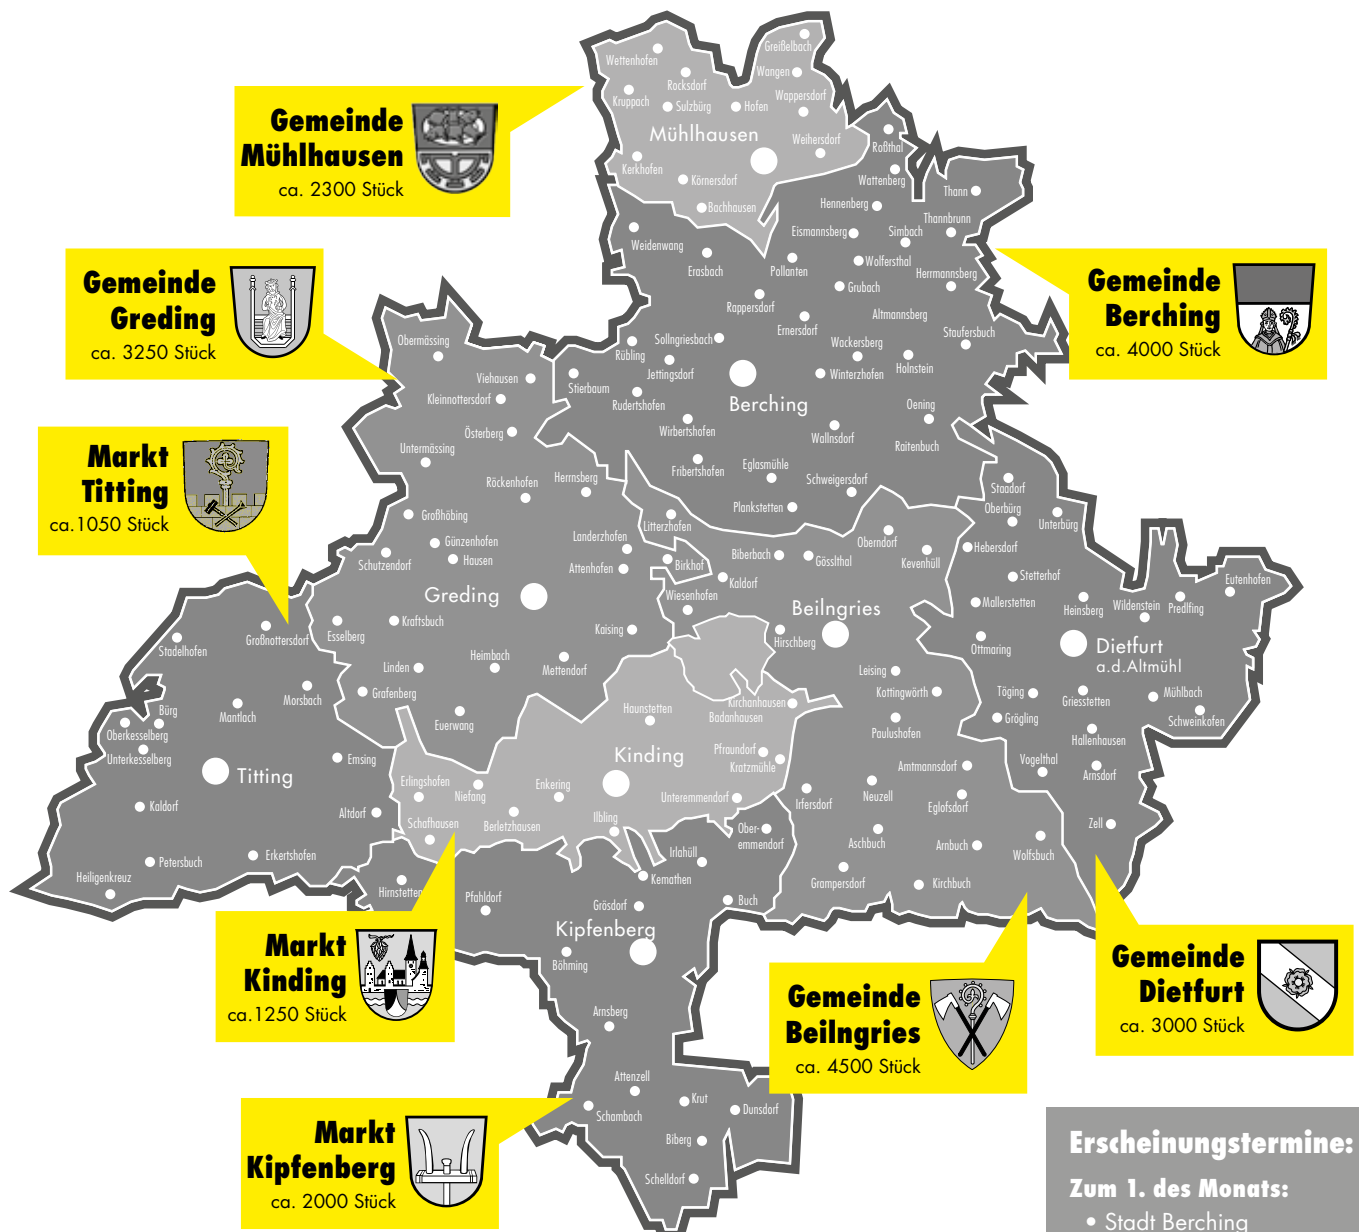 Greißelbach
Wettenhofen
Wangen
Rocksdorf
Kruppach
Sulzbürg
Hofen
Wappersdorf
Mühlhausen
Weihersdorf
Kerkhofen
Körnersdorf
Bachhausen
Gemeinde
Mühlhausen
ca. 2300 Stück
Roßthal
Wattenberg
Thann
Hennenberg
Thannbrunn
Eismannsberg
Simbach
Weidenwang
Erasbach
Pollanten
Wolfersthal
Herrmannsberg
Grubach
Rappersdorf
Altmannsberg
Ernersdorf
Staufersbuch
Sollngriesbach
Wackersberg
Rübling
Jettingsdorf
Holnstein
Stierbaum
Winterzhofen
Rudertshofen
Berching
Oening
Wirbertshofen
Wallnsdorf
Raitenbuch
Fribertshofen
Eglasmühle
Schweigersdorf
Plankstetten
Gemeinde
Berching
ca. 4000 Stück
Gemeinde
Greding
ca. 3250 Stück
Obermässing
Viehausen
Kleinnottersdorf
Österberg
Untermässing
Röckenhofen
Herrnsberg
Großhöbing
Günzenhofen
Landerzhofen
Schutzendorf
Hausen
Attenhofen
Greding
Kraftsbuch
Esselberg
Kaising
Linden
Heimbach
Mettendorf
Grafenberg
Euerwang
Markt
Titting
ca.1050 Stück
Großnottersdorf
Stadelhofen
Morsbach
Mantlach
Bürg
Oberkesselberg
Unterkesselberg
Emsing
Titting
Kaldorf
Altdorf
Petersbuch
Erkertshofen
Heiligenkreuz
Litterzhofen
Birkhof
Biberbach
Gösslthal
Oberndorf
Kevenhüll
Kaldorf
Wiesenhofen
Beilngries
Hirschberg
Leising
Kottingwörth
Paulushofen
Amtmannsdorf
Neuzell
Irfersdorf
Eglofsdorf
Aschbuch
Arnbuch
Wolfsbuch
Grampersdorf
Kirchbuch
Staadorf
Oberbürg
Unterbürg
Hebersdorf
Stetterhof
Eutenhofen
Mallerstetten
Heinsberg
Wildenstein
Predlfing
Ottmaring
Dietfurt
a.d.Altmühl
Töging
Griesstetten
Mühlbach
Grögling
Schweinkofen
Hallenhausen
Vogelthal
Arnsdorf
Zell
Haunstetten
Kirchanhausen
Badanhausen
Kinding
Pfraundorf
Kratzmühle
Erlingshofen
Niefang
Enkering
Unteremmendorf
Schafhausen
Berletzhausen
Ilbling
Ober-
emmendorf
Irlahüll
Kemathen
Hirnstetten
Pfahldorf
Grösdorf
Buch
Kipfenberg
Böhming
Arnsberg
Attenzell
Schambach
Krut
Dunsdorf
Biberg
Schelldorf
Markt
Kinding
ca.1250 Stück
Gemeinde
Beilngries
ca. 4500 Stück
Gemeinde
Dietfurt
ca. 3000 Stück
Markt
Kipfenberg
ca. 2000 Stück
Erscheinungstermine:
Zum 1. des Monats:
• Stadt Berching